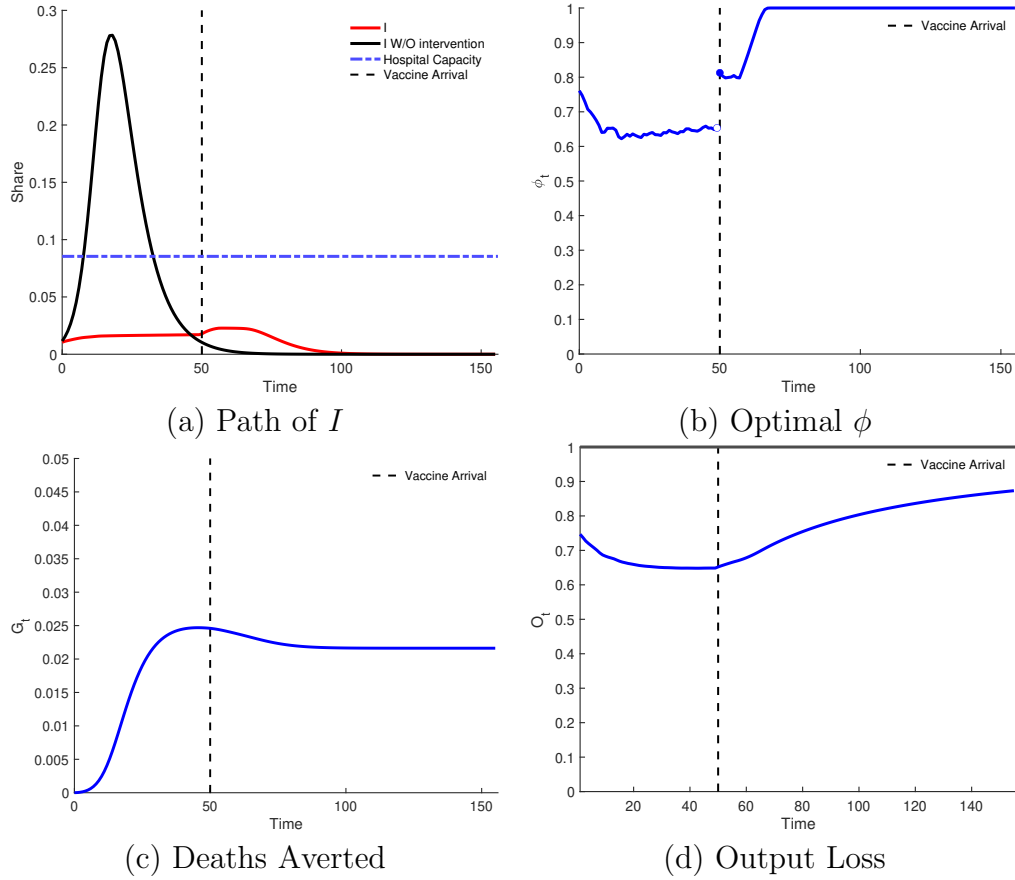 0.3
0.25
0.2
0.15
0.1
0.05
0
Share
0 50 100 150
Time
I
I W/O intervention
Hospital Capacity
Vaccine Arrival
(a) Path of I
1
0.9
0.8
0.7
0.6
0.5
0.4
0.3
0.2
0.1
0
ϕt
0 50 100 150
Time
Vaccine Arrival
(b) Optimal ϕ
0.05
0.045
0.04
0.035
0.03
0.025
0.02
0.015
0.01
0.005
0
Gt
0 50 100 150
Time
Vaccine Arrival
(c) Deaths Averted
1
0.9
0.8
0.7
0.6
0.5
0.4
0.3
0.2
0.1
0
Ot
20 40 60 80 100 120 140
Time
Vaccine Arrival
(d) Output Loss